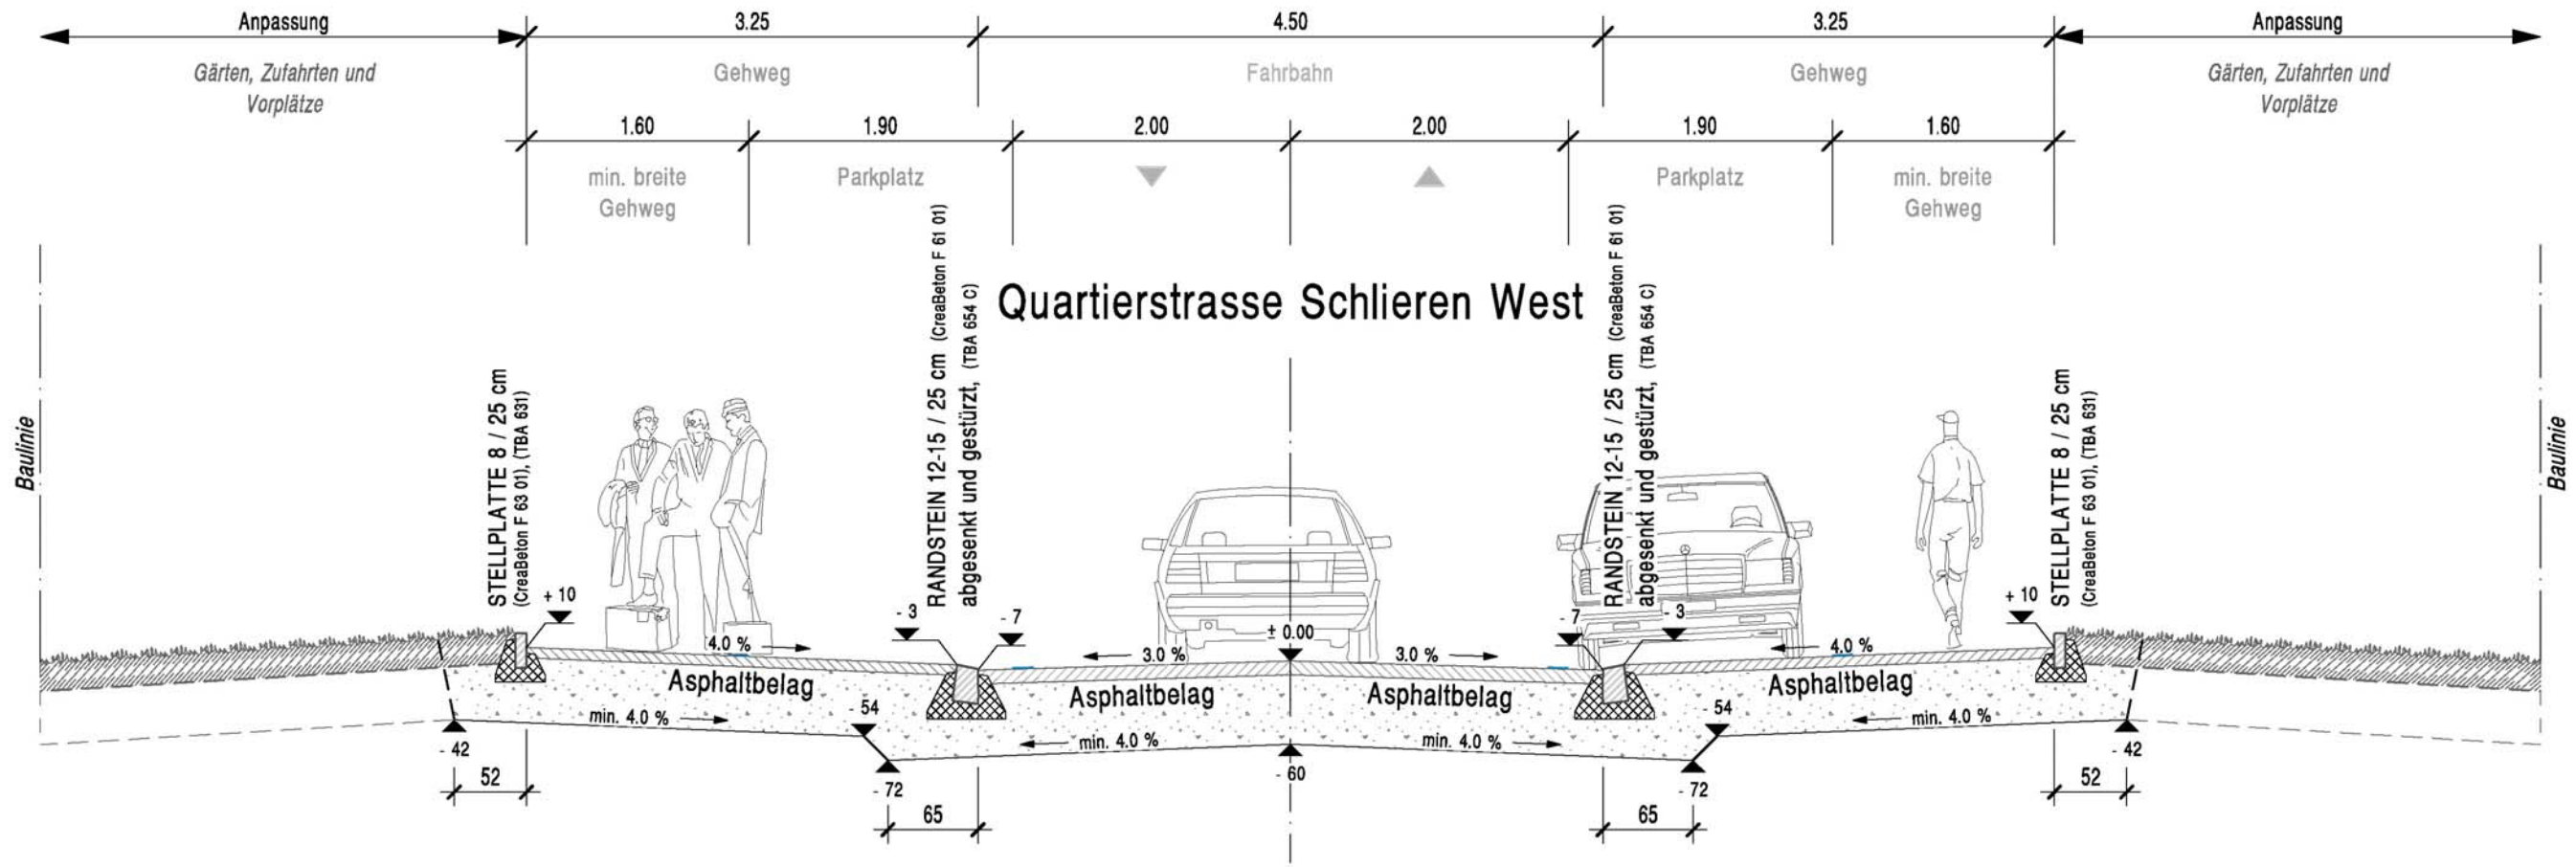 Anpassung
3.25
4.50
3.25
Anpassung
Gärten, Zufahrten und
Vorplätze
Gehweg
Fahrbahn
Gehweg
Gärten, Zufahrten und
Vorplätze
1.60
1.90
2.00
2.00
1.90
1.60
min. breite
Gehweg
Parkplatz
Parkplatz
min. breite
Gehweg
Quartierstrasse Schlieren West
Baulinie
STELLPLATTE 8 / 25 cm
(CreaBeton F 63 01), (TBA 631)
RANDSTEIN 12-15 / 25 cm (CreaBeton F 61 01)
abgesenkt und gestürzt, (TBA 654 C)
RANDSTEIN 12-15 / 25 cm (CreaBeton F 61 01)
abgesenkt und gestürzt, (TBA 654 C)
STELLPLATTE 8 / 25 cm
(CreaBeton F 63 01), (TBA 631)
Baulinie
+ 10
- 3
- 7
± 0.00
- 7
- 3
+ 10
4.0 %
3.0 %
3.0 %
4.0 %
Asphaltbelag
Asphaltbelag
Asphaltbelag
Asphaltbelag
min. 4.0 %
- 54
min. 4.0 %
min. 4.0 %
- 54
min. 4.0 %
- 42
- 72
- 60
- 72
- 42
52
65
65
52